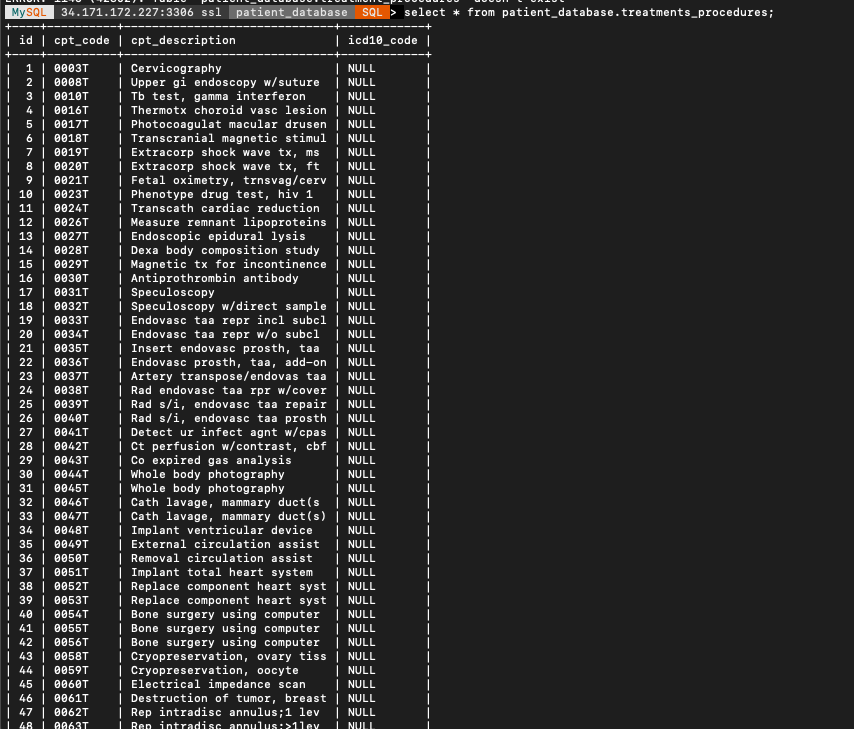 MySQL 34.171.172.227:3306 ssl patient_database SQL > select * from patient_database.treatments_procedures;
+----+----------+----------------------------+------------+
| id | cpt_code | cpt_description | icd10_code |
+----+----------+----------------------------+------------+
| 1 | 0003T | Cervicography | NULL |
| 2 | 0008T | Upper gi endoscopy w/suture | NULL |
| 3 | 0010T | Tb test, gamma interferon | NULL |
| 4 | 0016T | Thermotx choroid vasc lesion | NULL |
| 5 | 0017T | Photocoagulat macular drusen | NULL |
| 6 | 0018T | Transcranial magnetic stimul | NULL |
| 7 | 0019T | Extracorp shock wave tx, ms | NULL |
| 8 | 0020T | Extracorp shock wave tx, ft | NULL |
| 9 | 0021T | Fetal oximetry, trnsvag/cerv | NULL |
| 10 | 0023T | Phenotype drug test, hiv 1 | NULL |
| 11 | 0024T | Transcath cardiac reduction | NULL |
| 12 | 0026T | Measure remnant lipoproteins | NULL |
| 13 | 0027T | Endoscopic epidural lysis | NULL |
| 14 | 0028T | Dexa body composition study | NULL |
| 15 | 0029T | Magnetic tx for incontinence | NULL |
| 16 | 0030T | Antiprothrombin antibody | NULL |
| 17 | 0031T | Speculoscopy | NULL |
| 18 | 0032T | Speculoscopy w/direct sample | NULL |
| 19 | 0033T | Endovasc taa repr incl subcl | NULL |
| 20 | 0034T | Endovasc taa repr w/o subcl | NULL |
| 21 | 0035T | Insert endovasc prosth, taa | NULL |
| 22 | 0036T | Endovasc prosth, taa, add-on | NULL |
| 23 | 0037T | Artery transpose/endovas taa | NULL |
| 24 | 0038T | Rad endovasc taa rpr w/cover | NULL |
| 25 | 0039T | Rad s/i, endovasc taa repair | NULL |
| 26 | 0040T | Rad s/i, endovasc taa prosth | NULL |
| 27 | 0041T | Detect ur infect agnt w/cpas | NULL |
| 28 | 0042T | Ct perfusion w/contrast, cbf | NULL |
| 29 | 0043T | Co expired gas analysis | NULL |
| 30 | 0044T | Whole body photography | NULL |
| 31 | 0045T | Whole body photography | NULL |
| 32 | 0046T | Cath lavage, mammary duct(s | NULL |
| 33 | 0047T | Cath lavage, mammary duct(s) | NULL |
| 34 | 0048T | Implant ventricular device | NULL |
| 35 | 0049T | External circulation assist | NULL |
| 36 | 0050T | Removal circulation assist | NULL |
| 37 | 0051T | Implant total heart system | NULL |
| 38 | 0052T | Replace component heart syst | NULL |
| 39 | 0053T | Replace component heart syst | NULL |
| 40 | 0054T | Bone surgery using computer | NULL |
| 41 | 0055T | Bone surgery using computer | NULL |
| 42 | 0056T | Bone surgery using computer | NULL |
| 43 | 0058T | Cryopreservation, ovary tiss | NULL |
| 44 | 0059T | Cryopreservation, oocyte | NULL |
| 45 | 0060T | Electrical impedance scan | NULL |
| 46 | 0061T | Destruction of tumor, breast | NULL |
| 47 | 0062T | Rep intradisc annulus;1 lev | NULL |
| 48 | 0063T | Rep intradisc annulus;>1lev | NULL |